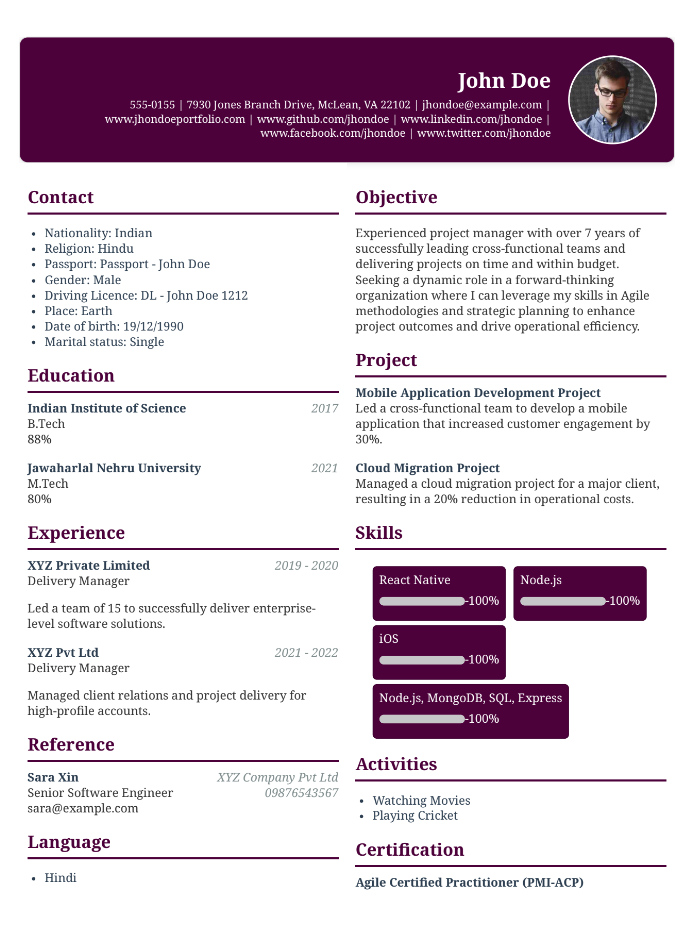 John Doe
555-0155 | 7930 Jones Branch Drive, McLean, VA 22102 | jhondoe@example.com |
www.jhondoeportfolio.com | www.github.com/jhondoe | www.linkedin.com/jhondoe |
www.facebook.com/jhondoe | www.twitter.com/jhondoe
Contact
• Nationality: Indian
• Religion: Hindu
• Passport: Passport - John Doe
• Gender: Male
• Driving Licence: DL - John Doe 1212
• Place: Earth
• Date of birth: 19/12/1990
• Marital status: Single
Education
Indian Institute of Science 2017
B.Tech
88%
Jawaharlal Nehru University 2021
M.Tech
80%
Experience
XYZ Private Limited 2019 - 2020
Delivery Manager
Led a team of 15 to successfully deliver enterprise-
level software solutions.
XYZ Pvt Ltd 2021 - 2022
Delivery Manager
Managed client relations and project delivery for
high-profile accounts.
Reference
Sara Xin XYZ Company Pvt Ltd
Senior Software Engineer 09876543567
sara@example.com
Language
• Hindi
Objective
Experienced project manager with over 7 years of
successfully leading cross-functional teams and
delivering projects on time and within budget.
Seeking a dynamic role in a forward-thinking
organization where I can leverage my skills in Agile
methodologies and strategic planning to enhance
project outcomes and drive operational efficiency.
Project
Mobile Application Development Project
Led a cross-functional team to develop a mobile
application that increased customer engagement by
30%.
Cloud Migration Project
Managed a cloud migration project for a major client,
resulting in a 20% reduction in operational costs.
Skills
React Native
-100%
Node.js
-100%
iOS
-100%
Node.js, MongoDB, SQL, Express
-100%
Activities
• Watching Movies
• Playing Cricket
Certification
Agile Certified Practitioner (PMI-ACP)